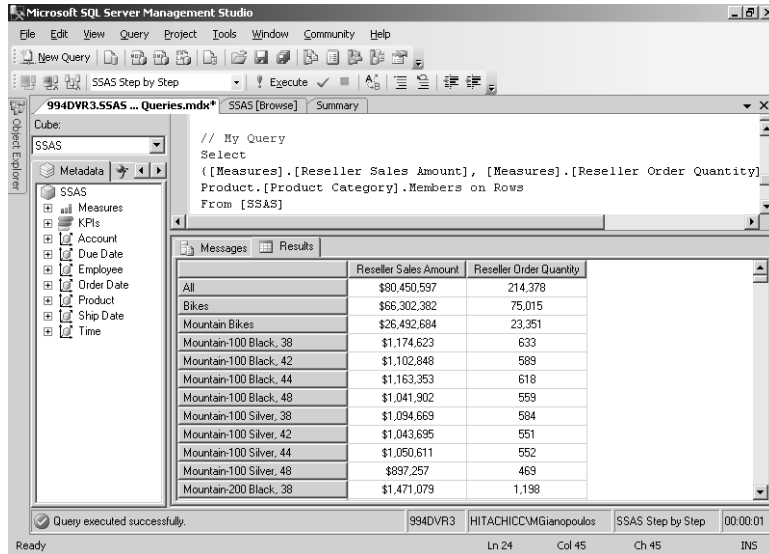 Microsoft SQL Server Management Studio
File Edit View Query Project Tools Window Community Help
New Query
SSAS Step by Step Execute
994DVR3.SSAS ... Queries.mdx* SSAS [Browse] Summary
Object Explorer
Cube:
SSAS
Metadata
SSAS
Measures
KPIs
Account
Due Date
Employee
Order Date
Product
Ship Date
Time
// My Query
Select
{[Measures].[Reseller Sales Amount], [Measures].[Reseller Order Quantity]
Product.[Product Category].Members on Rows
From [SSAS]
Messages Results
Reseller Sales Amount Reseller Order Quantity
All $80,450,597 214,378
Bikes $66,302,382 75,015
Mountain Bikes $26,492,684 23,351
Mountain-100 Black, 38 $1,174,623 633
Mountain-100 Black, 42 $1,102,848 589
Mountain-100 Black, 44 $1,163,353 618
Mountain-100 Black, 48 $1,041,902 559
Mountain-100 Silver, 38 $1,094,669 584
Mountain-100 Silver, 42 $1,043,695 551
Mountain-100 Silver, 44 $1,050,611 552
Mountain-100 Silver, 48 $897,257 469
Mountain-200 Black, 38 $1,471,079 1,198
Query executed successfully. 994DVR3 HITACHICC\MGianopoulos SSAS Step by Step 00:00:01
Ready Ln 24 Col 45 Ch 45 INS